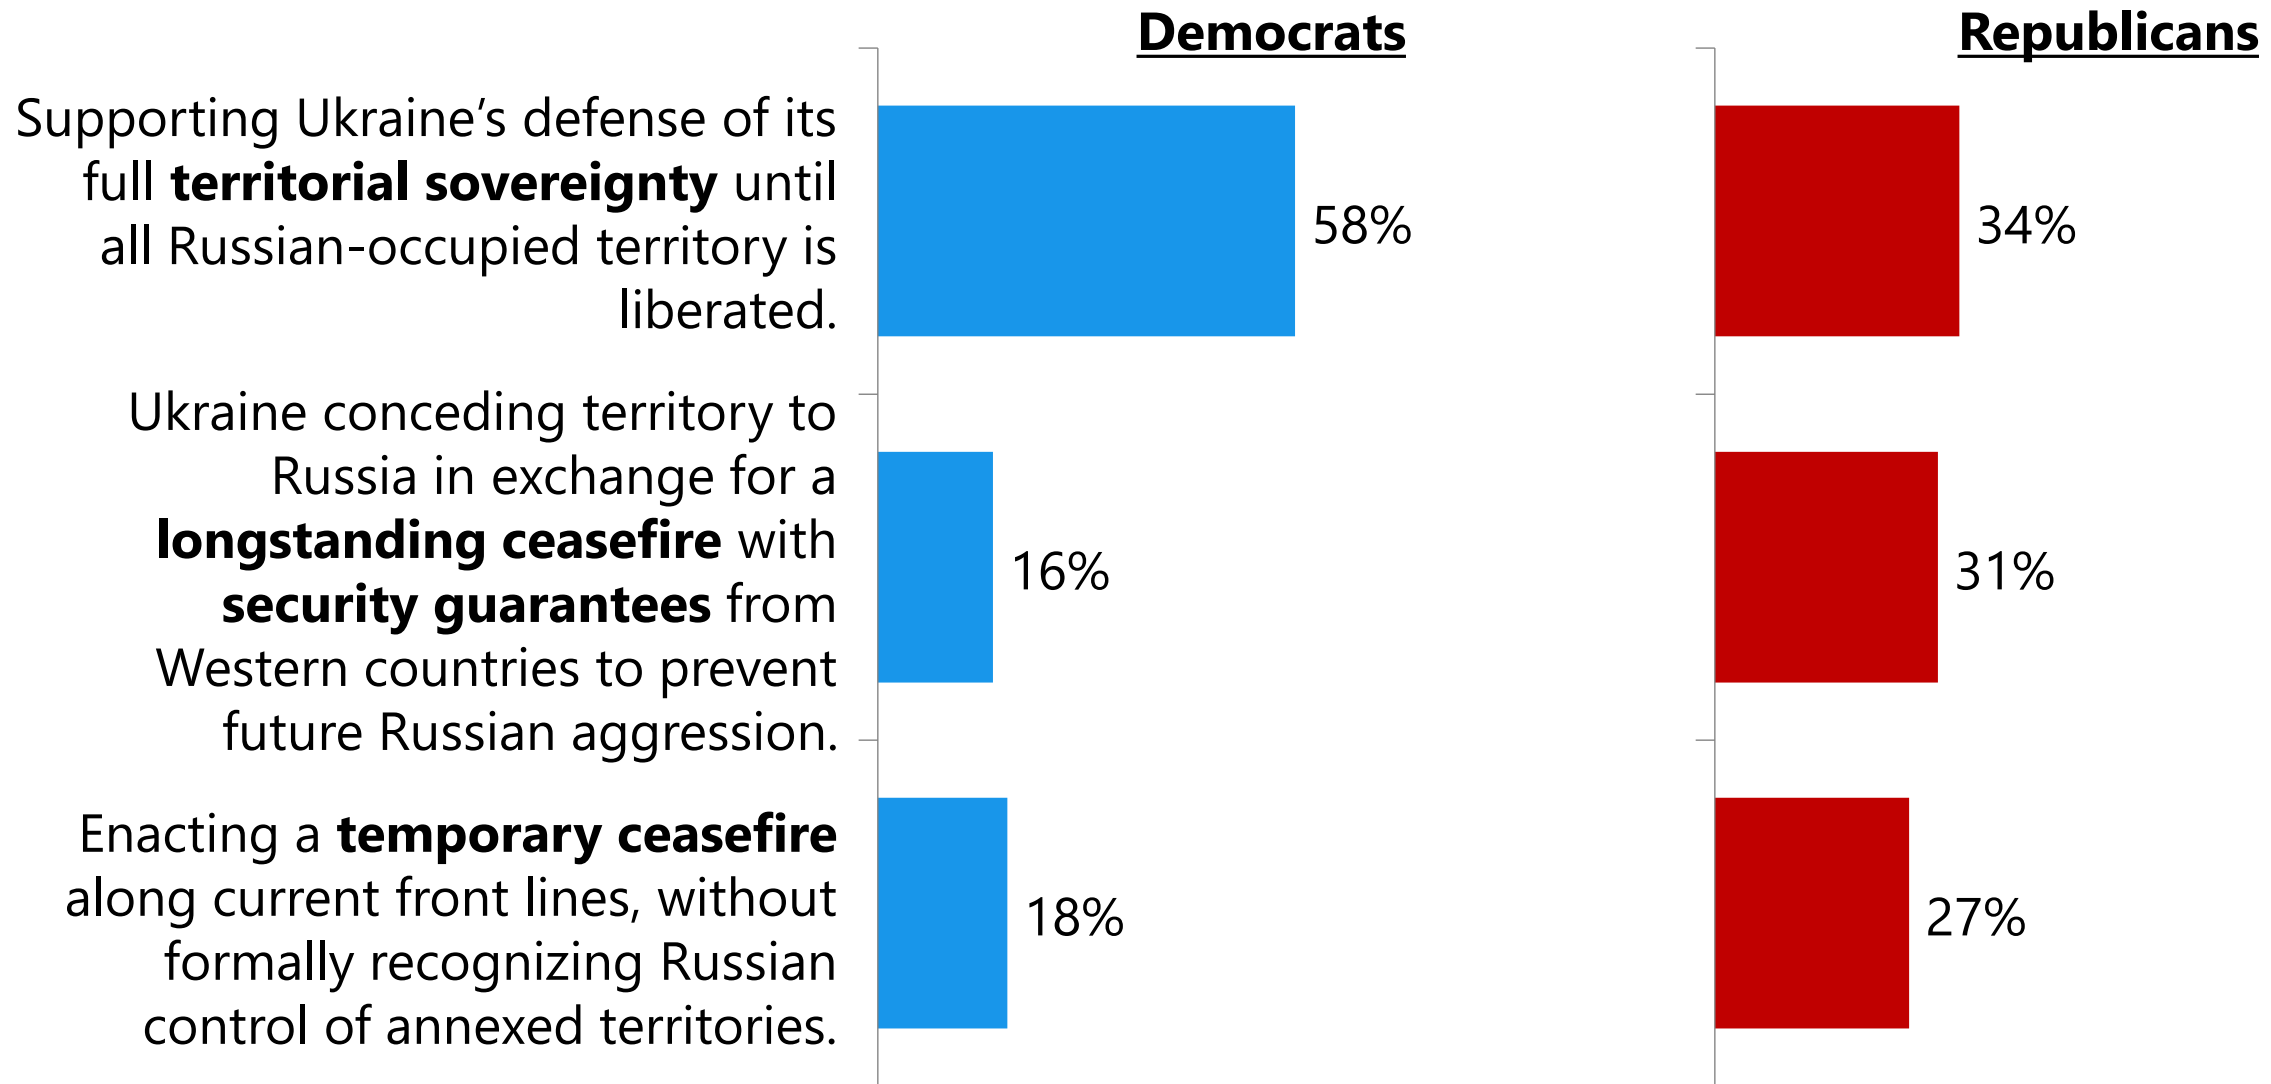 Democrats
Republicans
Supporting Ukraine‘s defense of its
full territorial sovereignty until
all Russian-occupied territory is
liberated.
58%
34%
Ukraine conceding territory to
Russia in exchange for a
longstanding ceasefire with
security guarantees from
Western countries to prevent
future Russian aggression.
16%
31%
Enacting a temporary ceasefire
along current front lines, without
formally recognizing Russian
control of annexed territories.
18%
27%